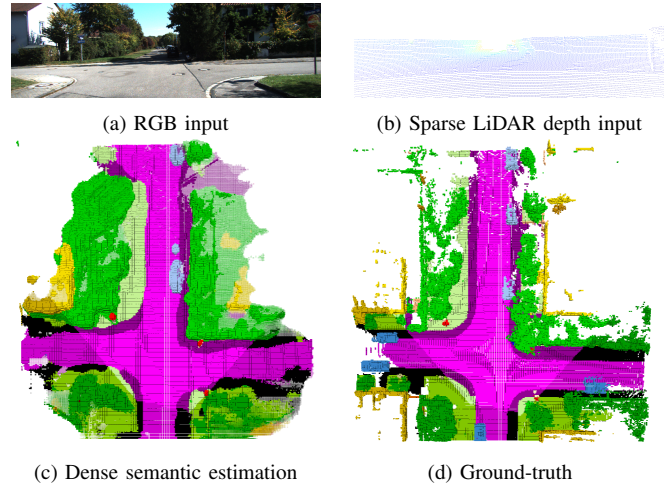 (a) RGB input
(b) Sparse LiDAR depth input
(c) Dense semantic estimation
(d) Ground-truth